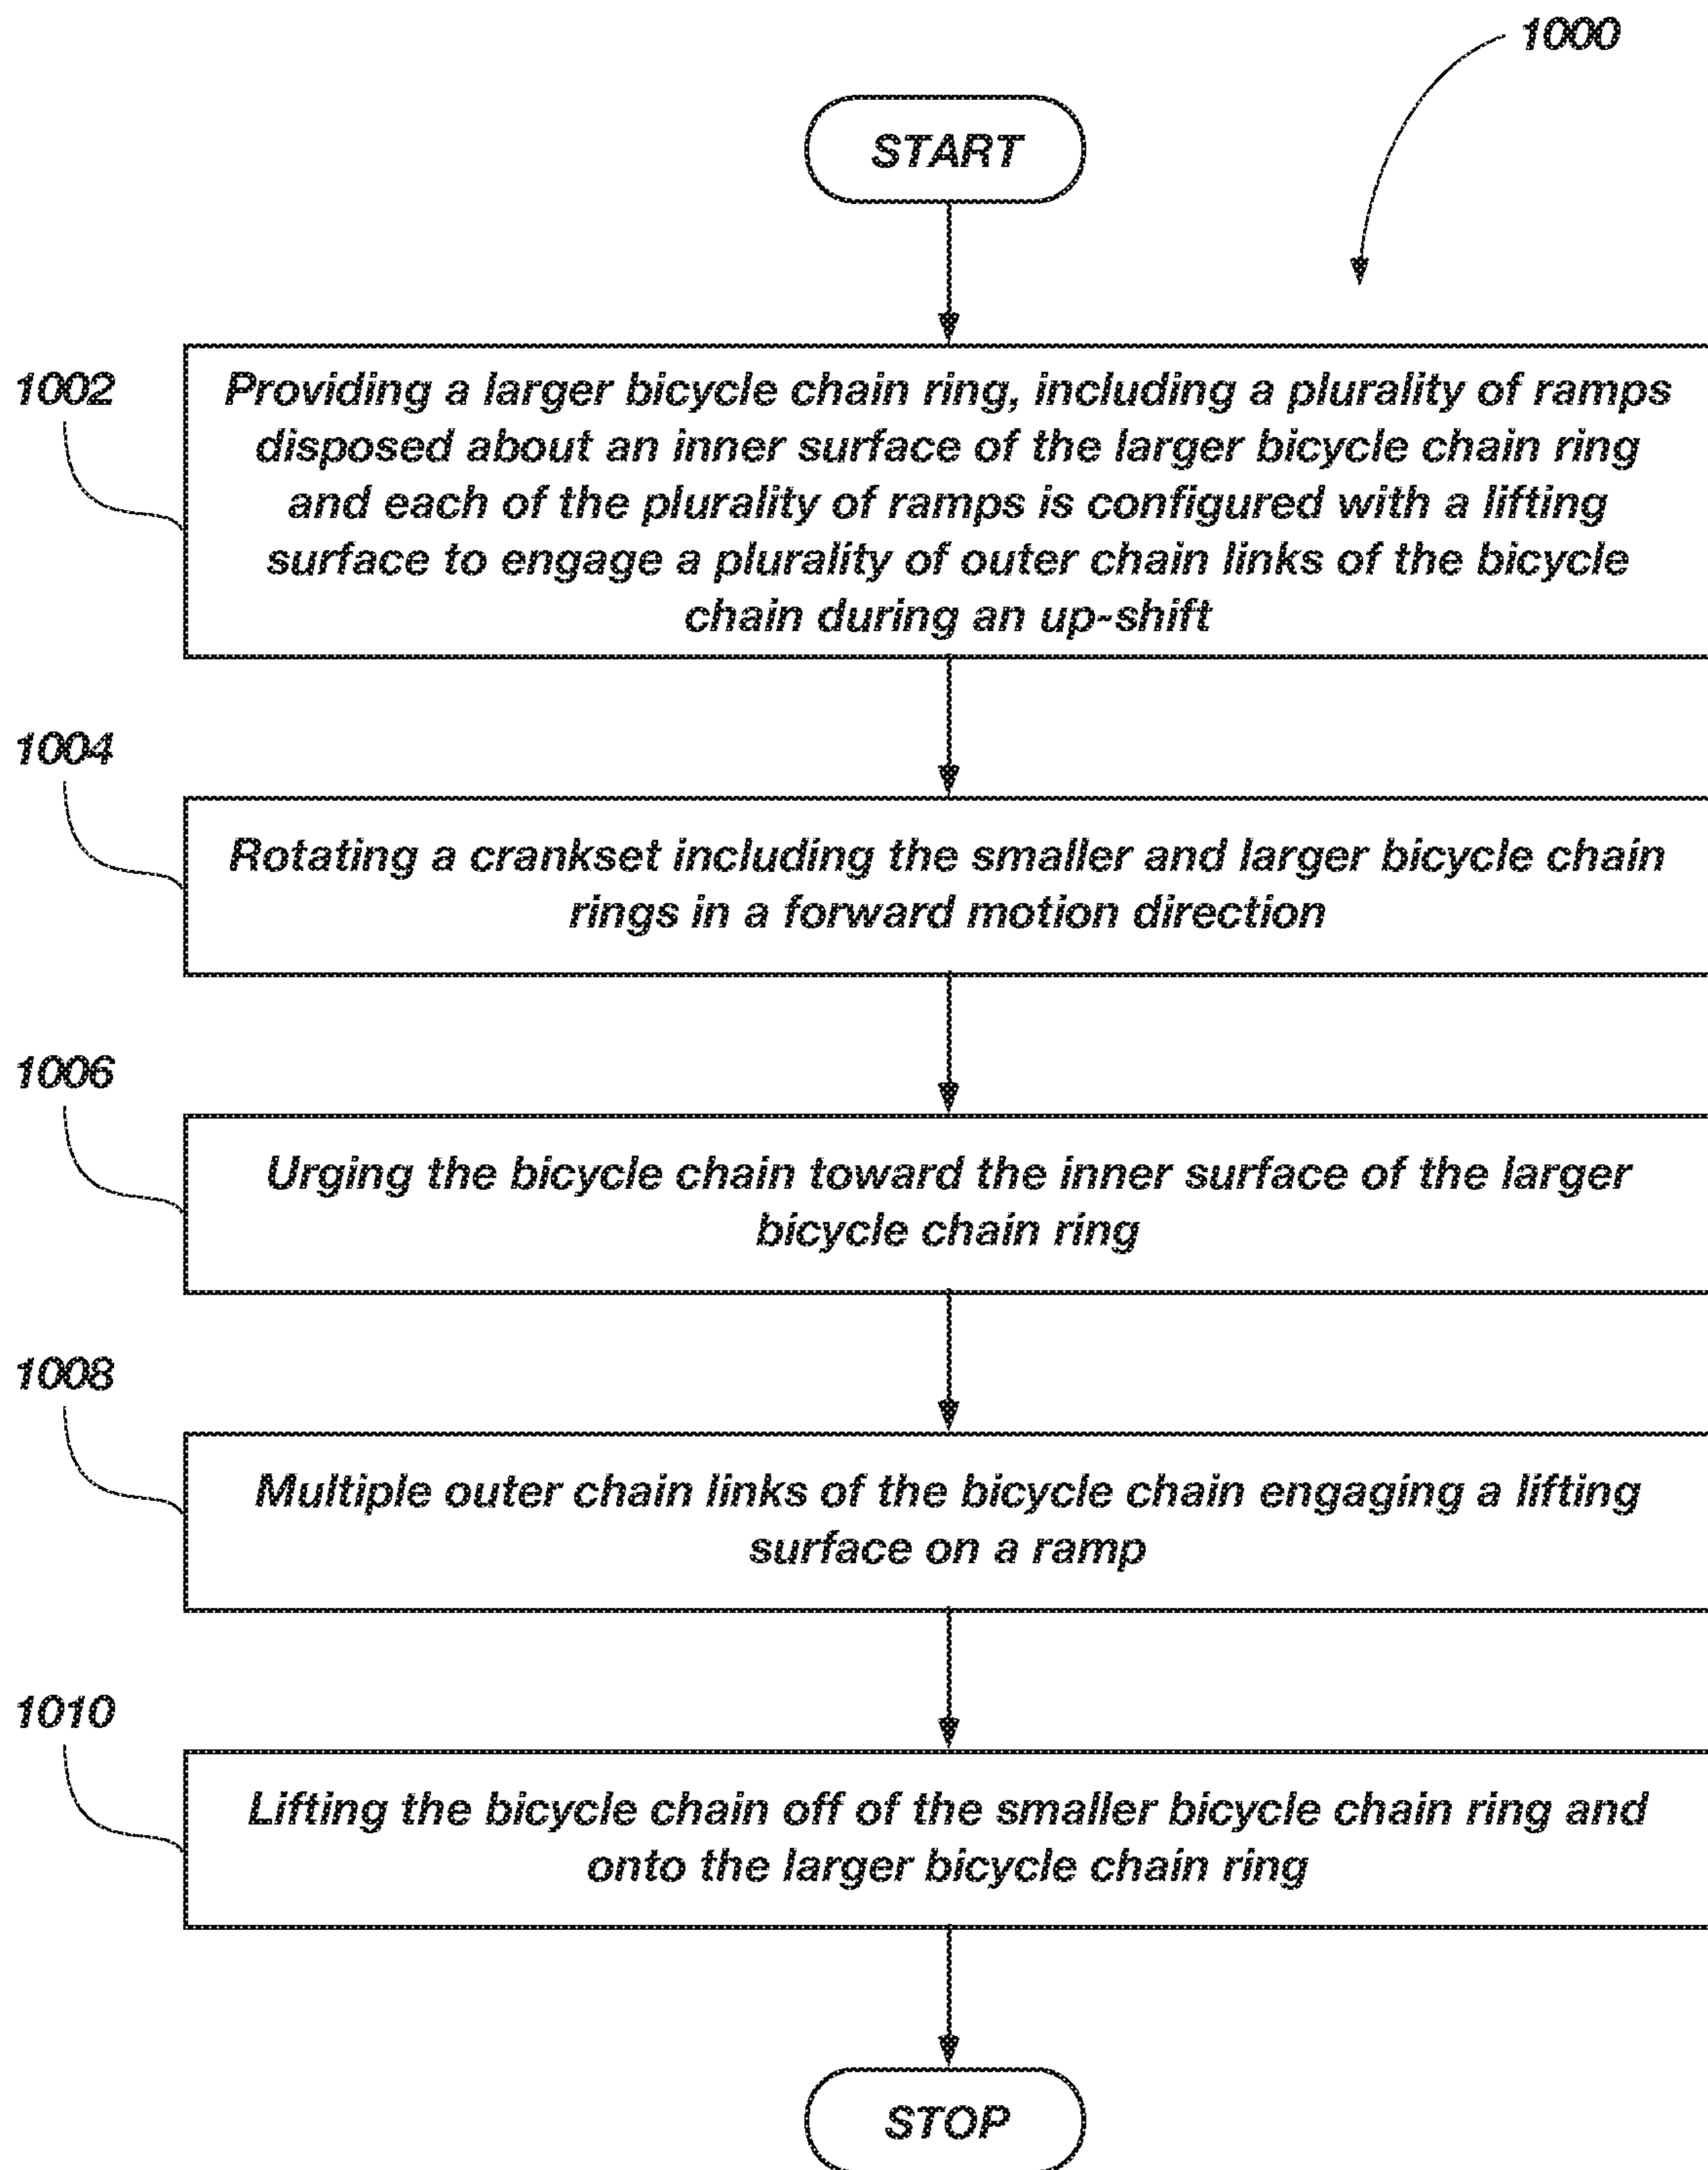 1000
START
1002
Providing a larger bicycle chain ring, including a plurality of ramps
disposed about an inner surface of the larger bicycle chain ring
and each of the plurality of ramps is configured with a lifting
surface to engage a plurality of outer chain links of the bicycle
chain during an up-shift
1004
Rotating a crankset including the smaller and larger bicycle chain
rings in a forward motion direction
1006
Urging the bicycle chain toward the inner surface of the larger
bicycle chain ring
1008
Multiple outer chain links of the bicycle chain engaging a lifting
surface on a ramp
1010
Lifting the bicycle chain off of the smaller bicycle chain ring and
onto the larger bicycle chain ring
STOP